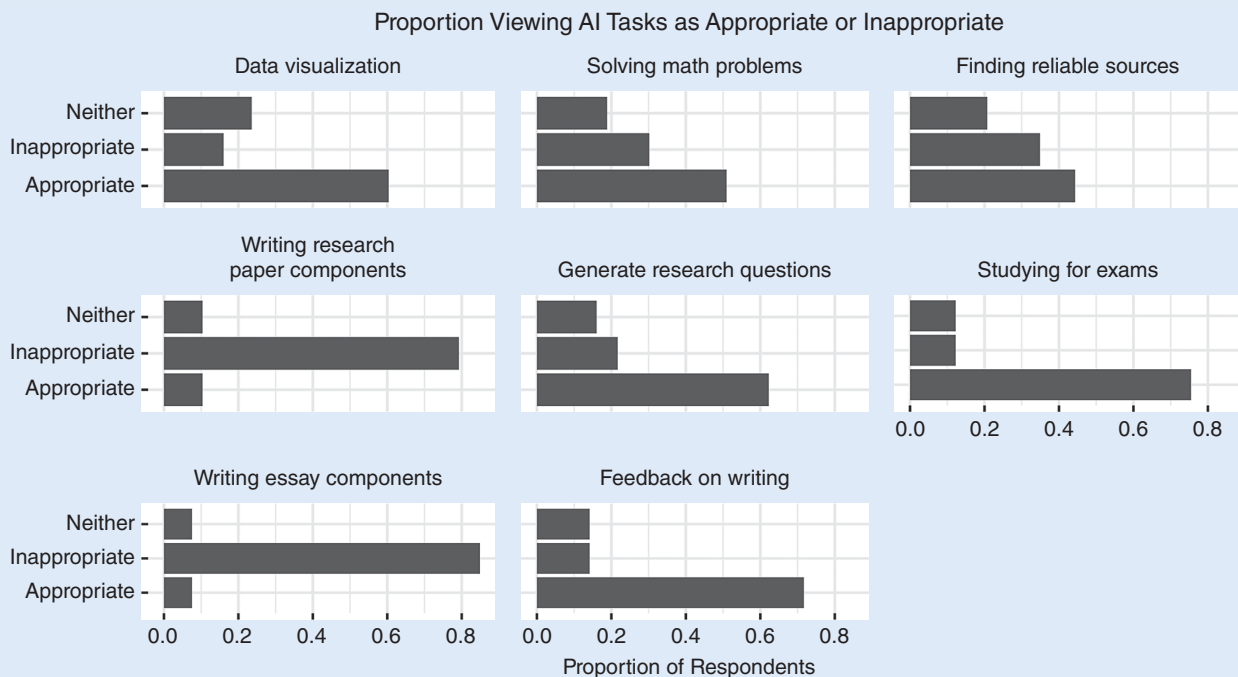 Proportion Viewing AI Tasks as Appropriate or Inappropriate
Data visualization
Solving math problems
Finding reliable sources
Neither
Inappropriate
Appropriate
Writing research
paper components
Generate research questions
Studying for exams
Neither
Inappropriate
Appropriate
0.0 0.2 0.4 0.6 0.8
Writing essay components
Feedback on writing
Neither
Inappropriate
Appropriate
0.0 0.2 0.4 0.6 0.8
0.0 0.2 0.4 0.6 0.8
Proportion of Respondents